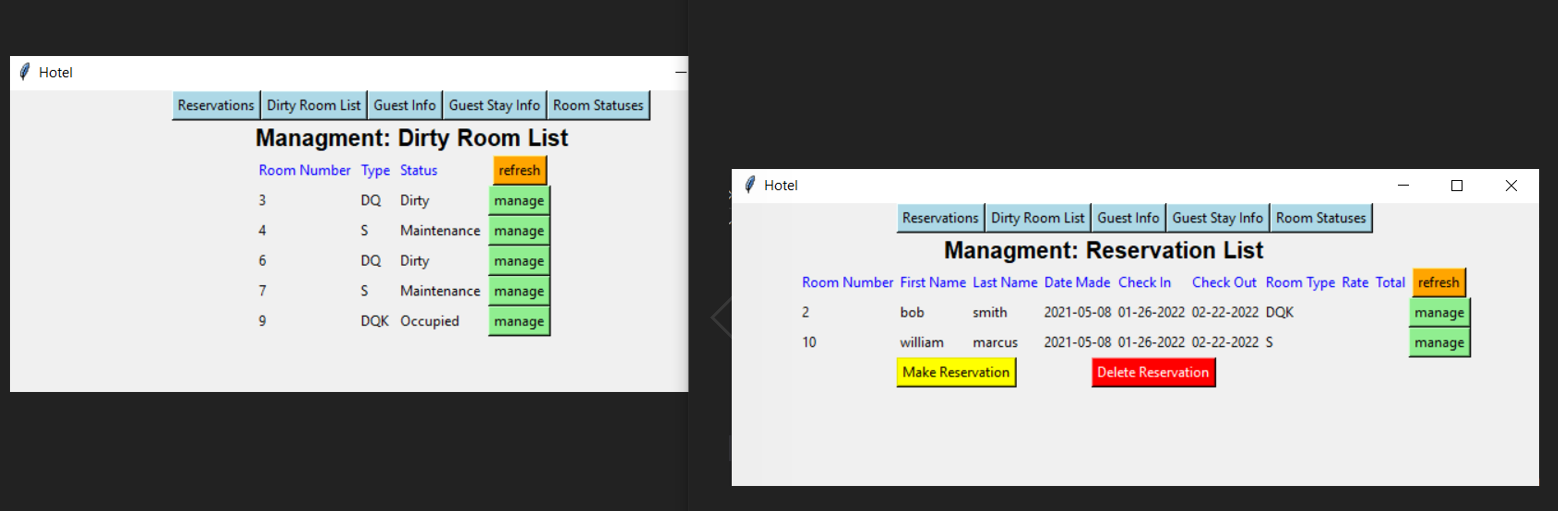 Hotel
Reservations Dirty Room List Guest Info Guest Stay Info Room Statuses
Managment: Dirty Room List
Room Number Type Status refresh
3 DQ Dirty manage
4 S Maintenance manage
6 DQ Dirty manage
7 S Maintenance manage
9 DQK Occupied manage
Hotel
Reservations Dirty Room List Guest Info Guest Stay Info Room Statuses
Managment: Reservation List
Room Number First Name Last Name Date Made Check In Check Out Room Type Rate Total refresh
2 bob smith 2021-05-08 01-26-2022 02-22-2022 DQK manage
10 william marcus 2021-05-08 01-26-2022 02-22-2022 S manage
Make Reservation Delete Reservation